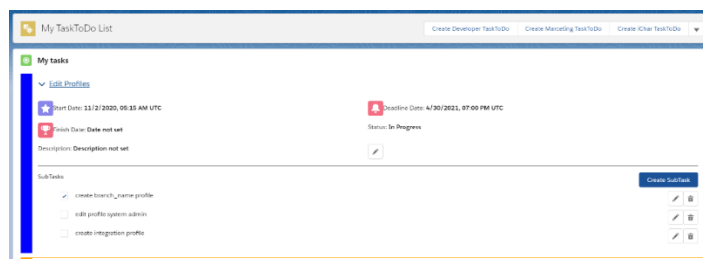 My TaskToDo List
Create Developer TaskToDo Create Marceting TaskToDo Create IChar TaskToDo
My tasks
Edit Profiles
Start Date: 11/2/2020, 05:15 AM UTC
Deadline Date: 4/30/2021, 07:00 PM UTC
Finish Date: Date not set
Status: In Progress
Description: Description not set
SubTasks
Create SubTask
create branch_name profile
edit profile system admin
create integration profile